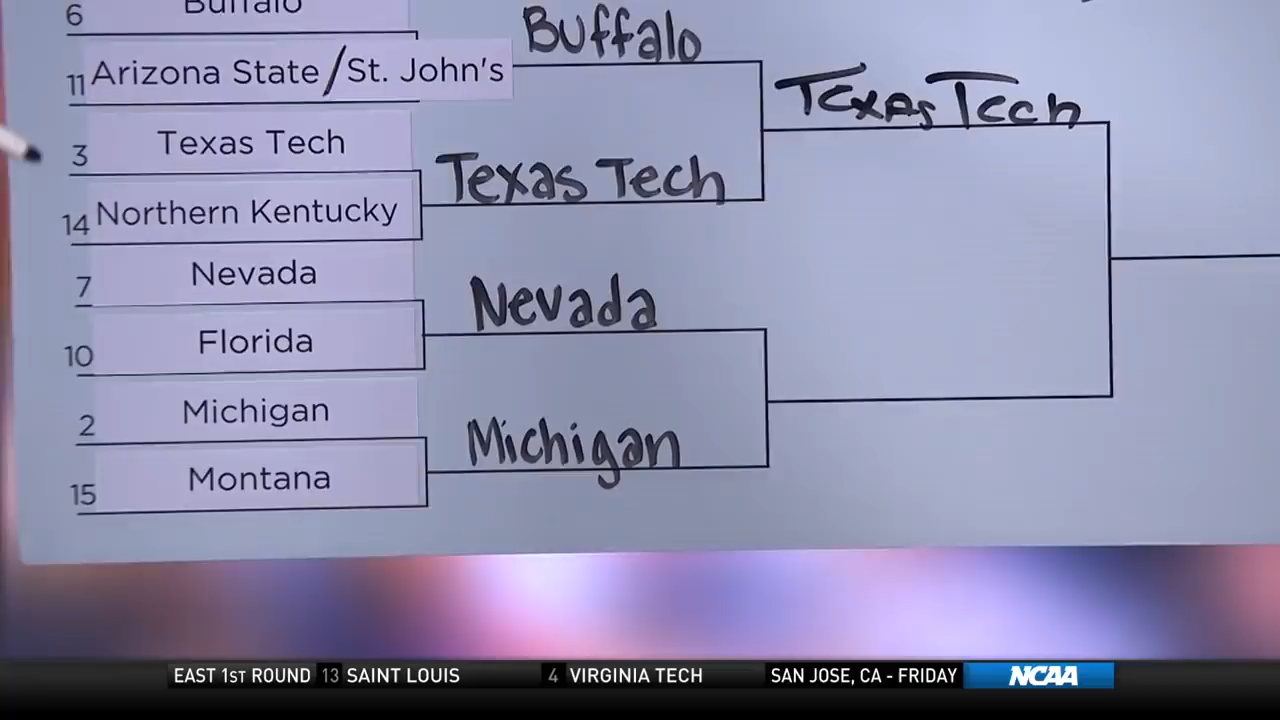 6 Buffalo
Buffalo
11 Arizona State / St. John's
Texas Tech
3 Texas Tech
Texas Tech
14 Northern Kentucky
7 Nevada
Nevada
10 Florida
2 Michigan
Michigan
15 Montana
EAST 1ST ROUND 13 SAINT LOUIS 4 VIRGINIA TECH SAN JOSE, CA - FRIDAY NCAA